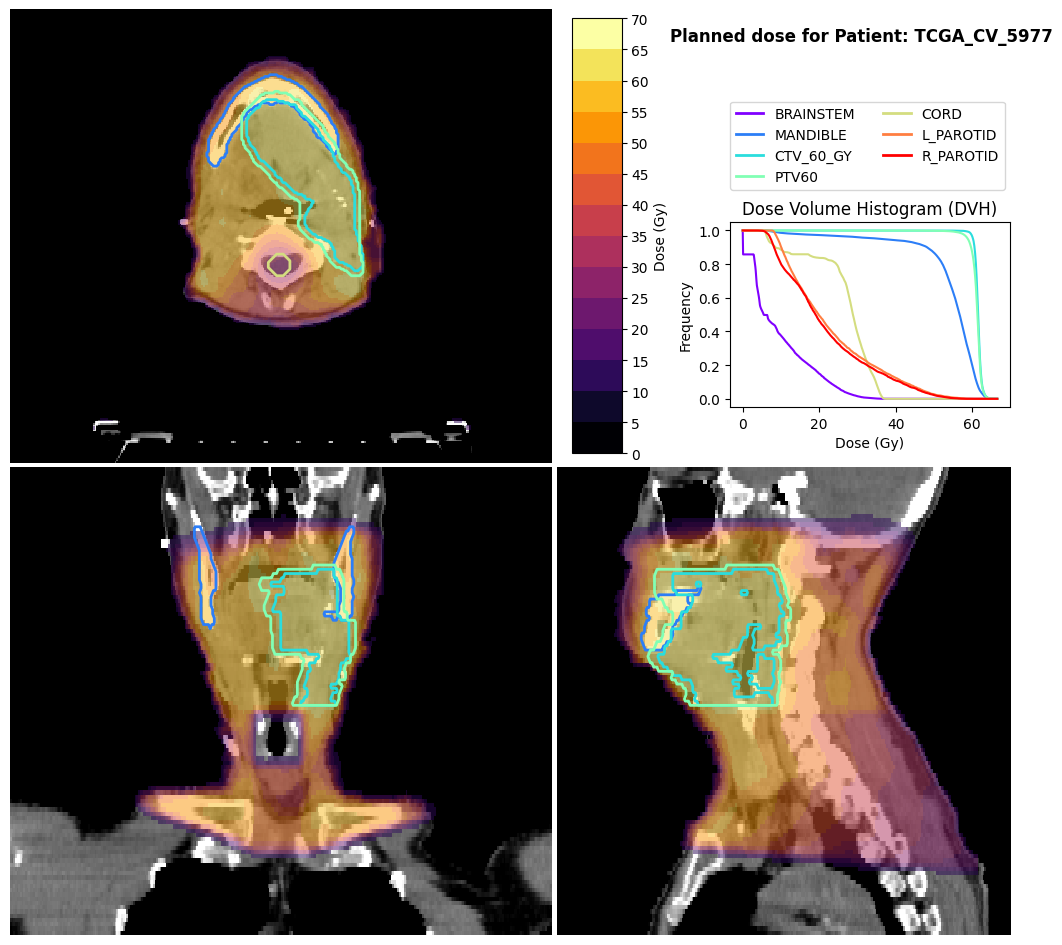 Planned dose for Patient: TCGA_CV_5977
70
65
60
55
50
45
40
35
30
25
20
15
10
5
0
Dose (Gy)
BRAINSTEM
MANDIBLE
CTV_60_GY
PTV60
CORD
L_PAROTID
R_PAROTID
Dose Volume Histogram (DVH)
Frequency
1.0
0.8
0.6
0.4
0.2
0.0
0 20 40 60
Dose (Gy)